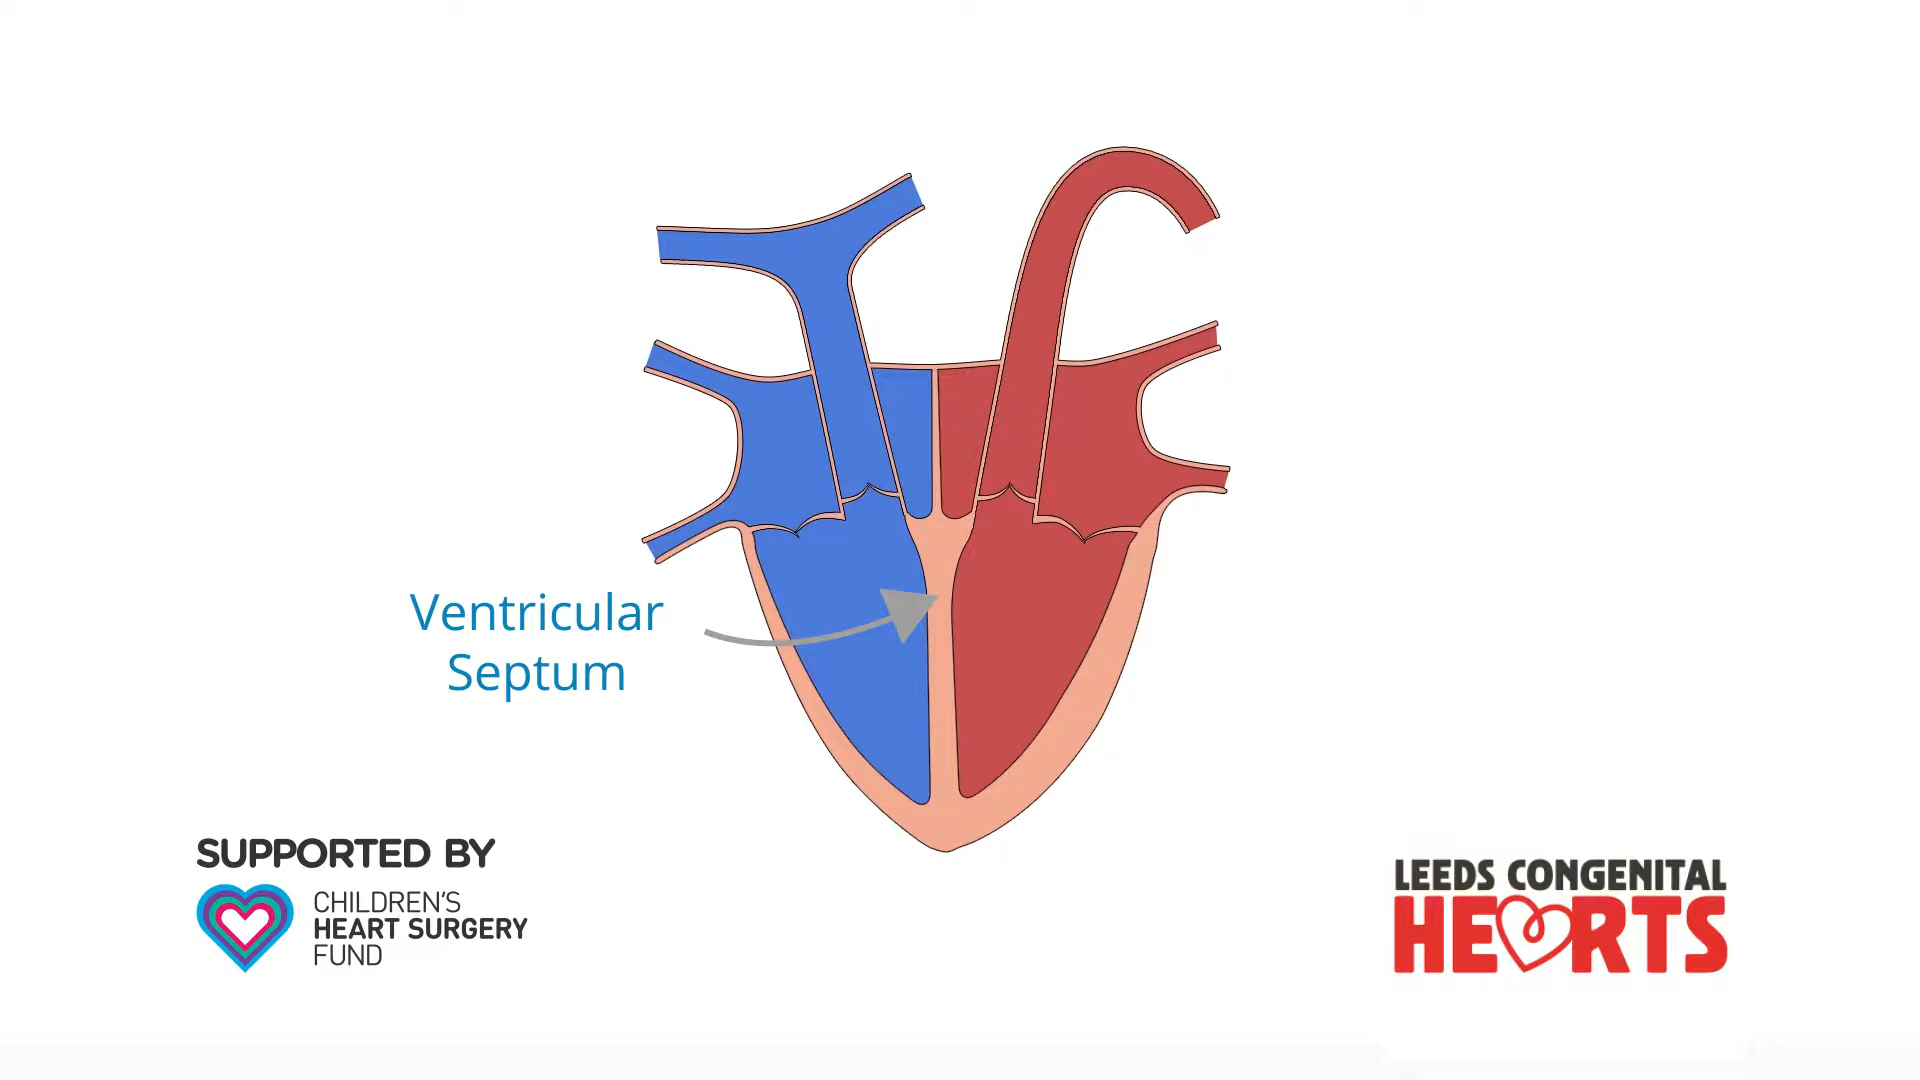 Ventricular
Septum
SUPPORTED BY
CHILDREN'S
HEART SURGERY
FUND
LEEDS CONGENITAL
HEARTS